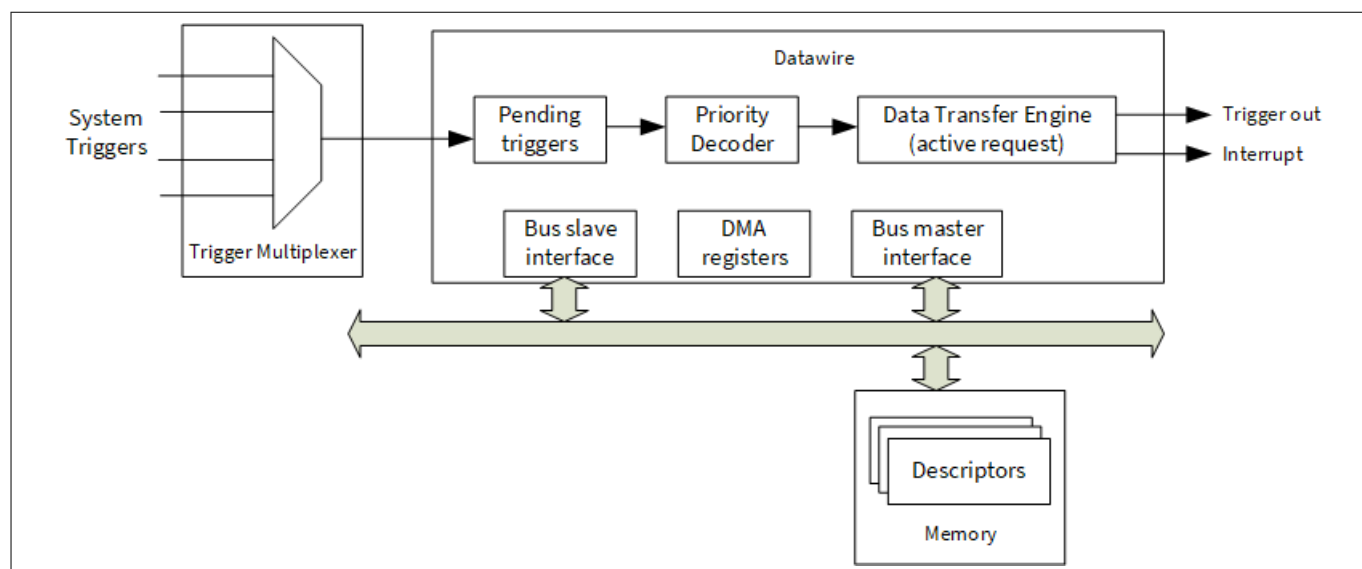 Datawire
System
Triggers
Trigger Multiplexer
Pending
triggers
Priority
Decoder
Data Transfer Engine
(active request)
Trigger out
Interrupt
Bus slave
interface
DMA
registers
Bus master
interface
Descriptors
Memory